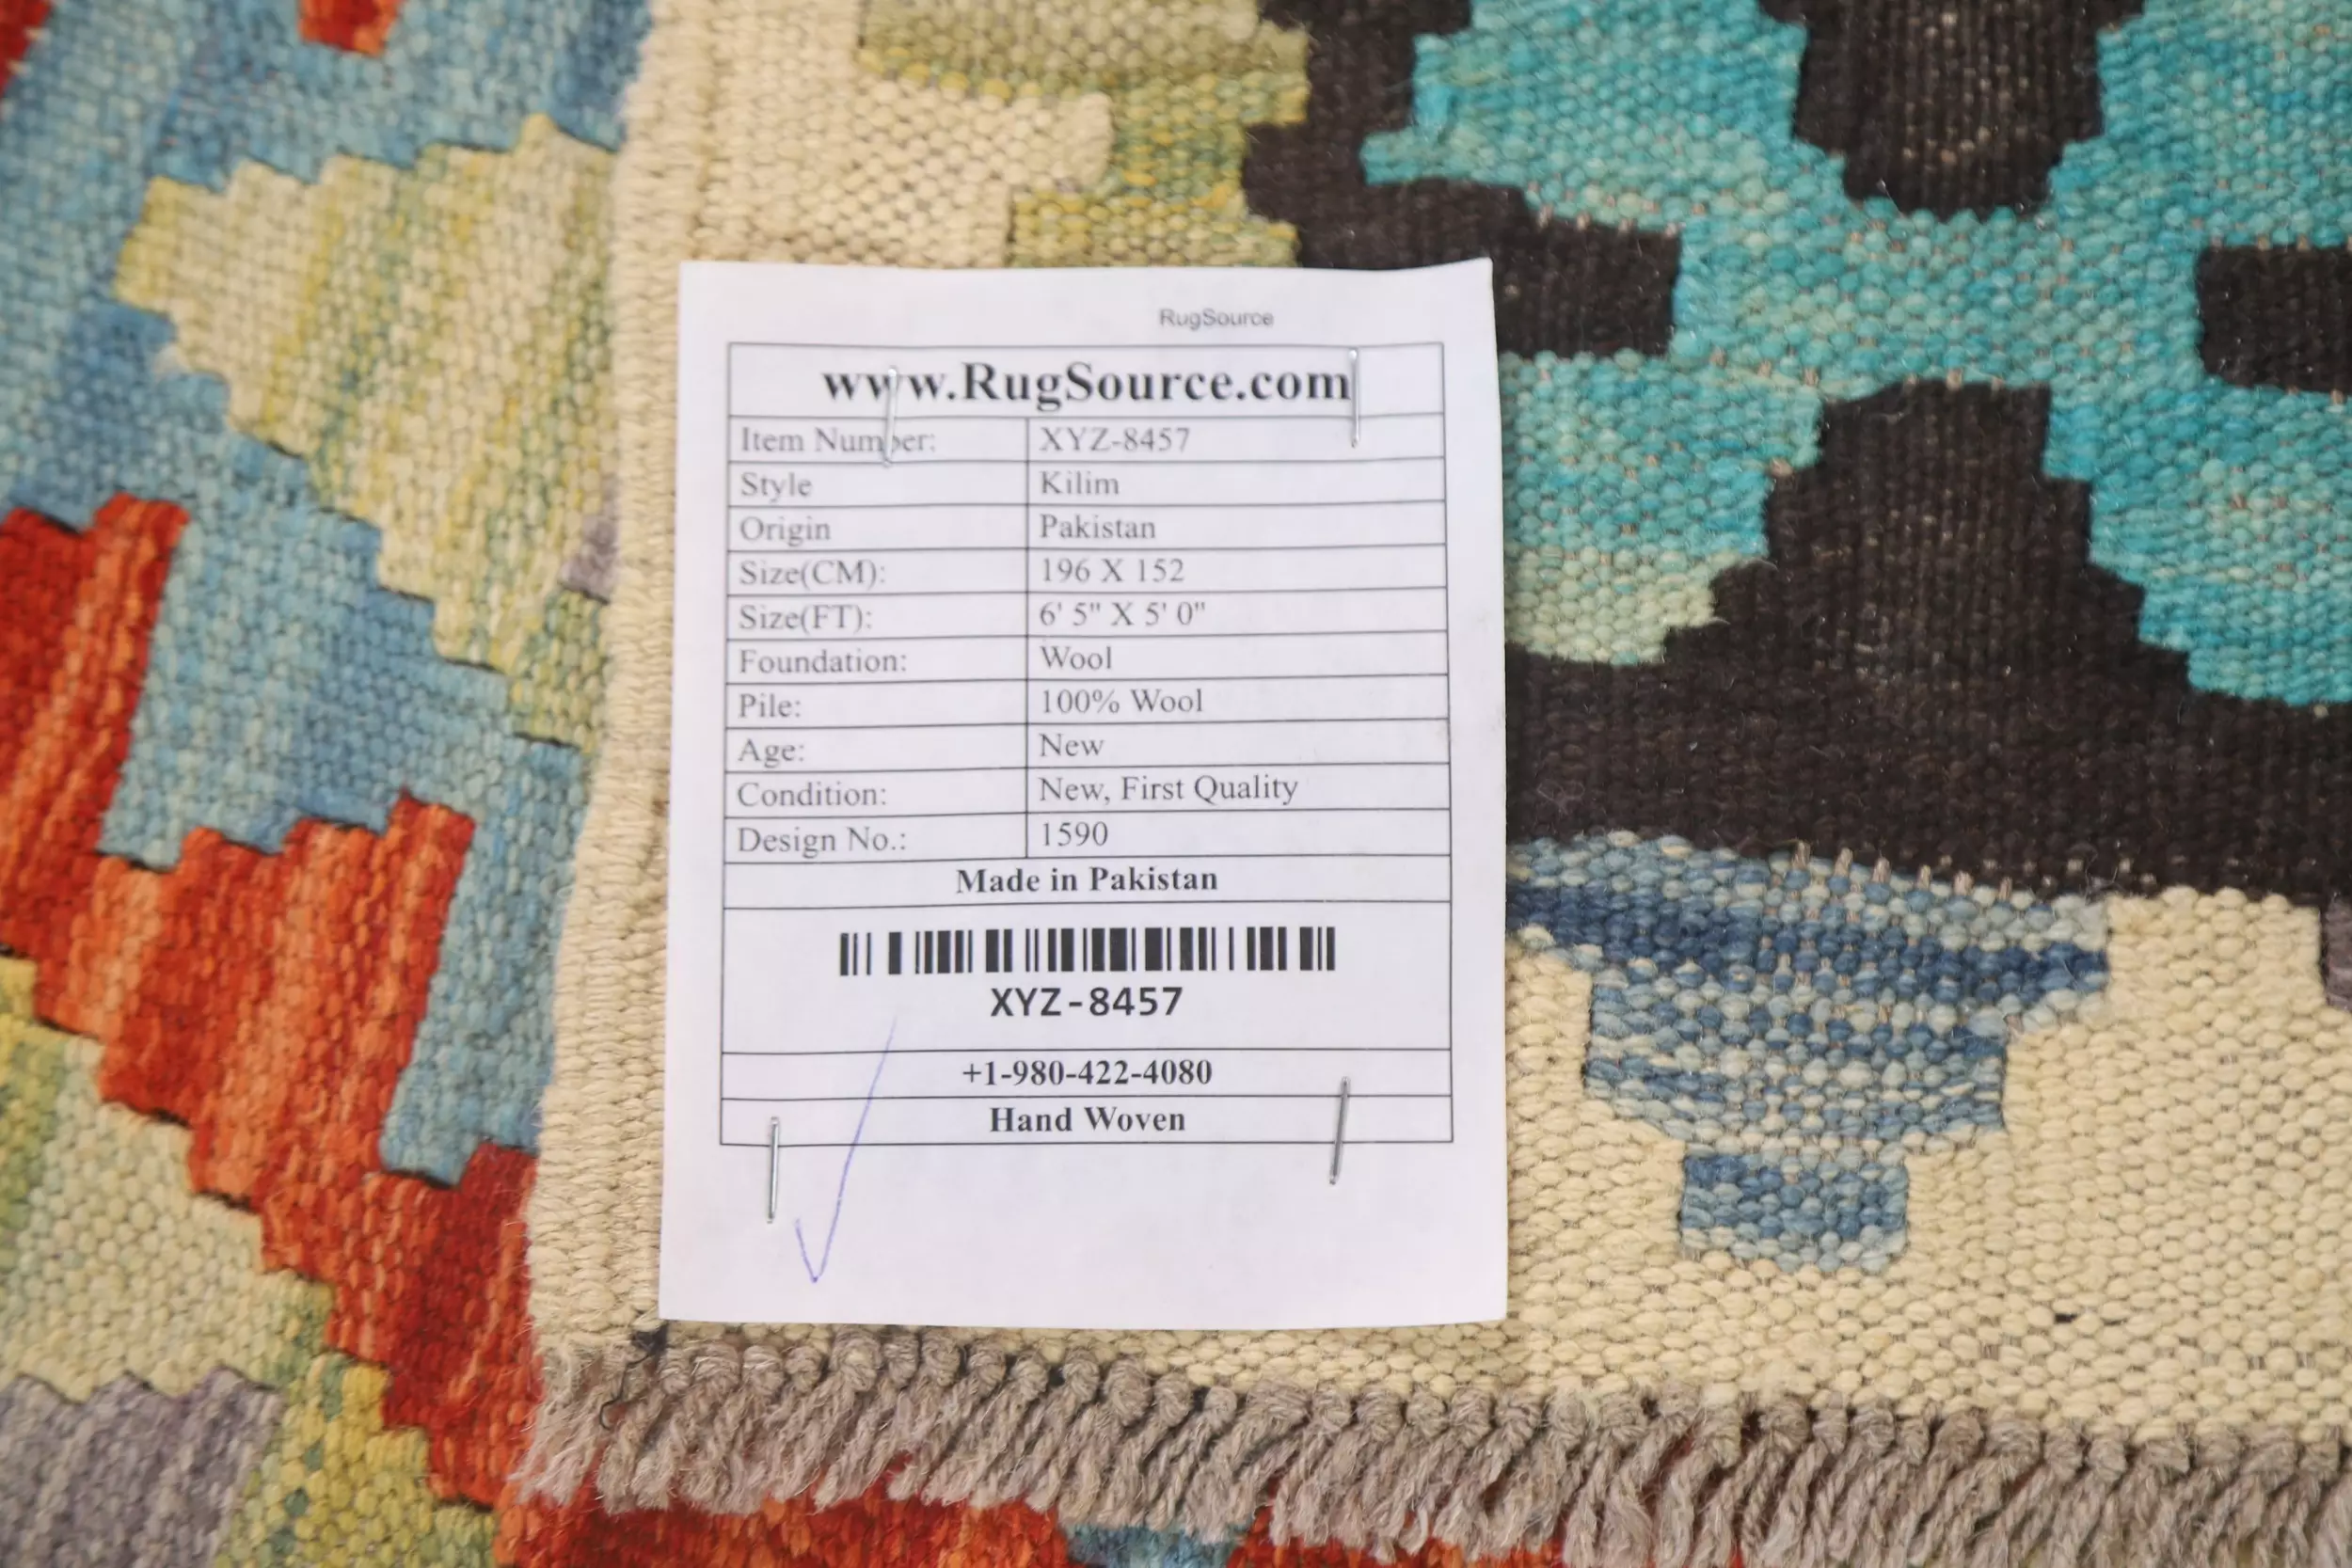 RugSource
www.RugSource.com
Item Number: XYZ-8457
Style Kilim
Origin Pakistan
Size(CM): 196 X 152
Size(FT): 6' 5" X 5' 0"
Foundation: Wool
Pile: 100% Wool
Age: New
Condition: New, First Quality
Design No.: 1590
Made in Pakistan
XYZ-8457
+1-980-422-4080
Hand Woven